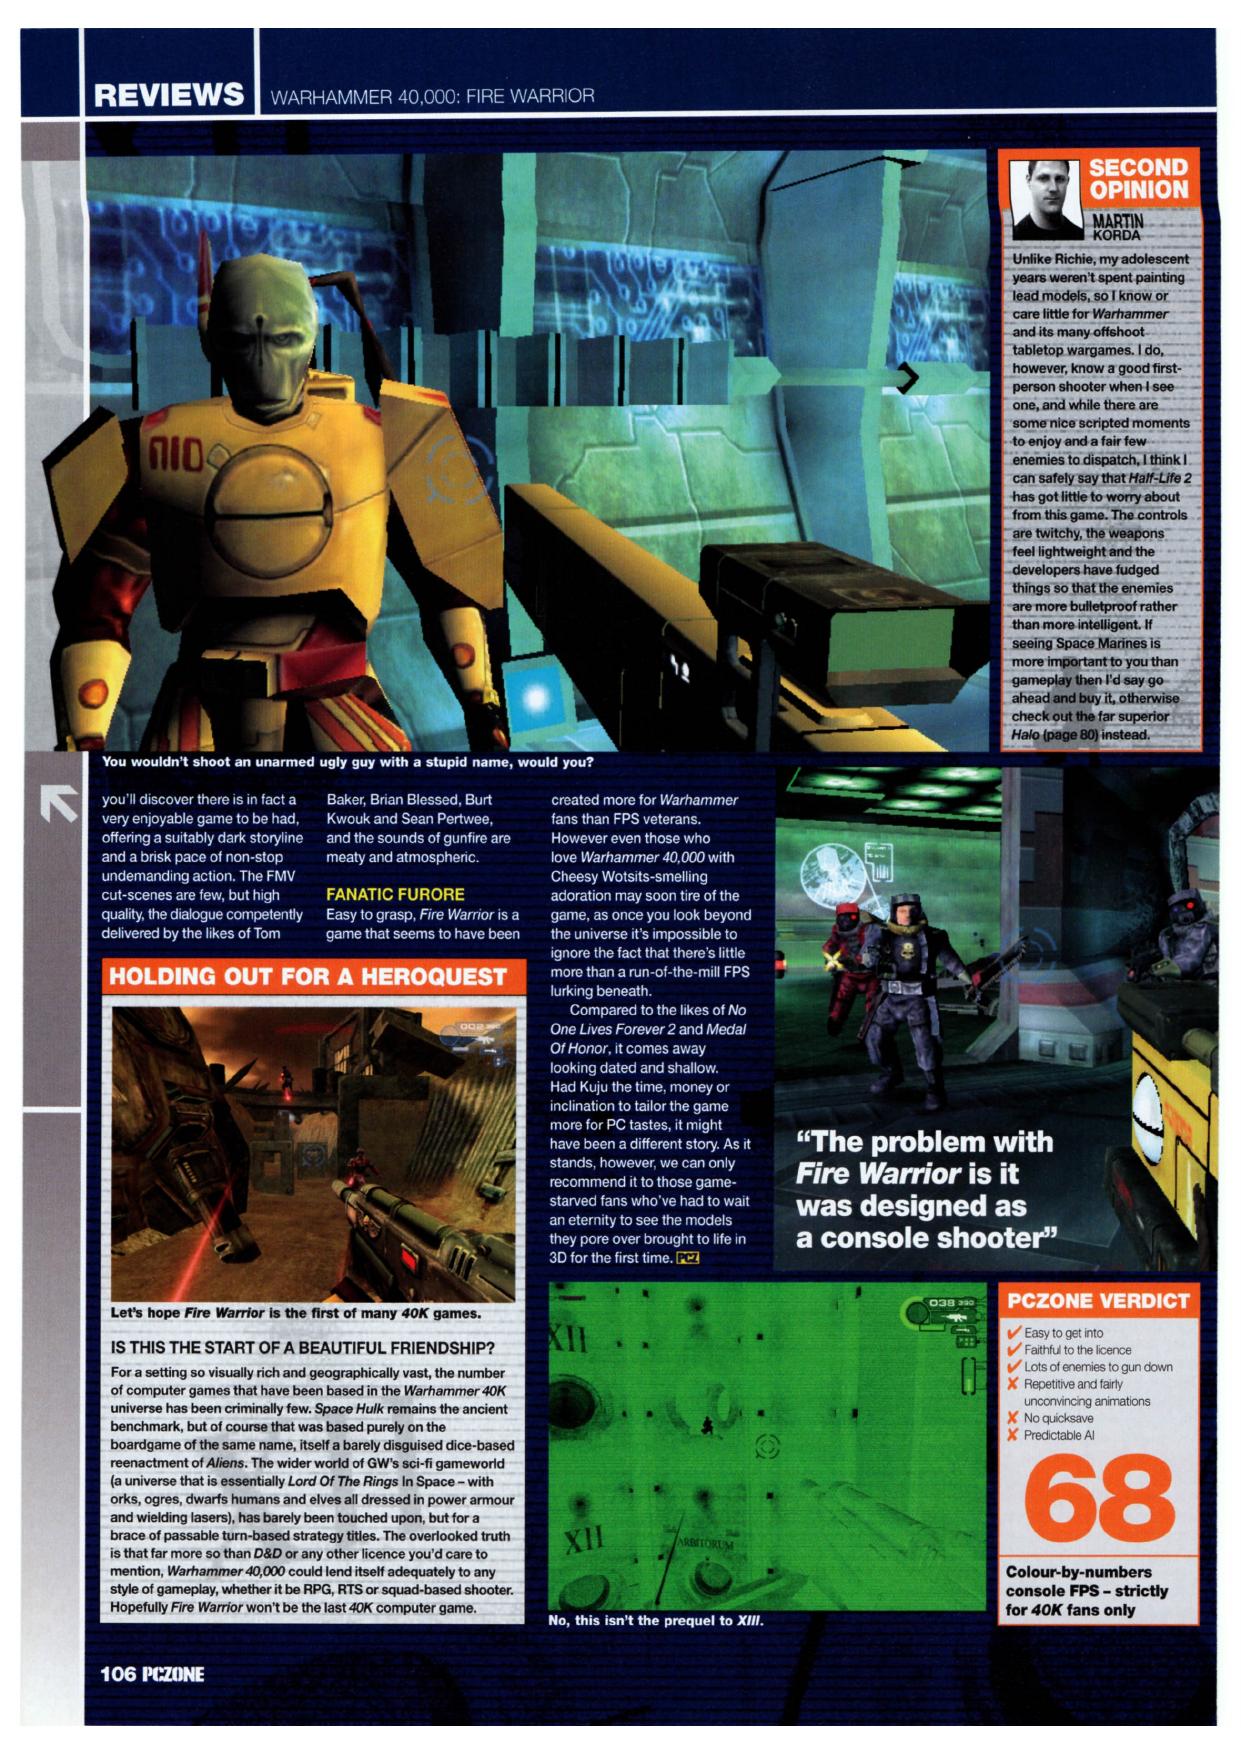 REVIEWS
WARHAMMER 40,000: FIRE WARRIOR
You wouldn't shoot an unarmed ugly guy with a stupid name, would you?
you'll discover there is in fact a
very enjoyable game to be had,
offering a suitably dark storyline
and a brisk pace of non-stop
undemanding action. The FMV
cut-scenes are few, but high
quality, the dialogue competently
delivered by the likes of Tom
Baker, Brian Blessed, Burt
Kwouk and Sean Pertwee,
and the sounds of gunfire are
meaty and atmospheric.
FANATIC FURORE
Easy to grasp, Fire Warrior is a
game that seems to have been
created more for Warhammer
fans than FPS veterans.
However even those who
love Warhammer 40,000 with
Cheesy Wotsits-smelling
adoration may soon tire of the
game, as once you look beyond
the universe it's impossible to
ignore the fact that there's little
more than a run-of-the-mill FPS
lurking beneath.
Compared to the likes of No
One Lives Forever 2 and Medal
Of Honor, it comes away
looking dated and shallow.
Had Kuju the time, money or
inclination to tailor the game
more for PC tastes, it might
have been a different story. As it
stands, however, we can only
recommend it to those game-
starved fans who've had to wait
an eternity to see the models
they pore over brought to life in
3D for the first time. PCZ
HOLDING OUT FOR A HEROQUEST
002 390
Let's hope Fire Warrior is the first of many 40K games.
IS THIS THE START OF A BEAUTIFUL FRIENDSHIP?
For a setting so visually rich and geographically vast, the number
of computer games that have been based in the Warhammer 40K
universe has been criminally few. Space Hulk remains the ancient
benchmark, but of course that was based purely on the
boardgame of the same name, itself a barely disguised dice-based
reenactment of Aliens. The wider world of GW's sci-fi gameworld
(a universe that is essentially Lord Of The Rings In Space – with
orks, ogres, dwarfs humans and elves all dressed in power armour
and wielding lasers), has barely been touched upon, but for a
brace of passable turn-based strategy titles. The overlooked truth
is that far more so than D&D or any other licence you'd care to
mention, Warhammer 40,000 could lend itself adequately to any
style of gameplay, whether it be RPG, RTS or squad-based shooter.
Hopefully Fire Warrior won't be the last 40K computer game.
SECOND
OPINION
MARTIN
KORDA
Unlike Richie, my adolescent
years weren't spent painting
lead models, so I know or
care little for Warhammer
and its many offshoot
tabletop wargames. I do,
however, know a good first-
person shooter when I see
one, and while there are
some nice scripted moments
to enjoy and a fair few
enemies to dispatch, I think I
can safely say that Half-Life 2
has got little to worry about
from this game. The controls
are twitchy, the weapons
feel lightweight and the
developers have fudged
things so that the enemies
are more bulletproof rather
than more intelligent. If
seeing Space Marines is
more important to you than
gameplay then I'd say go
ahead and buy it, otherwise
check out the far superior
Halo (page 80) instead.
"The problem with
Fire Warrior is it
was designed as
a console shooter"
XII
038 390
XII
ARBITORUM
No, this isn't the prequel to XIII.
PCZONE VERDICT
✓ Easy to get into
✓ Faithful to the licence
✓ Lots of enemies to gun down
✗ Repetitive and fairly
unconvincing animations
✗ No quicksave
✗ Predictable AI
68
Colour-by-numbers
console FPS – strictly
for 40K fans only
106 PCZONE